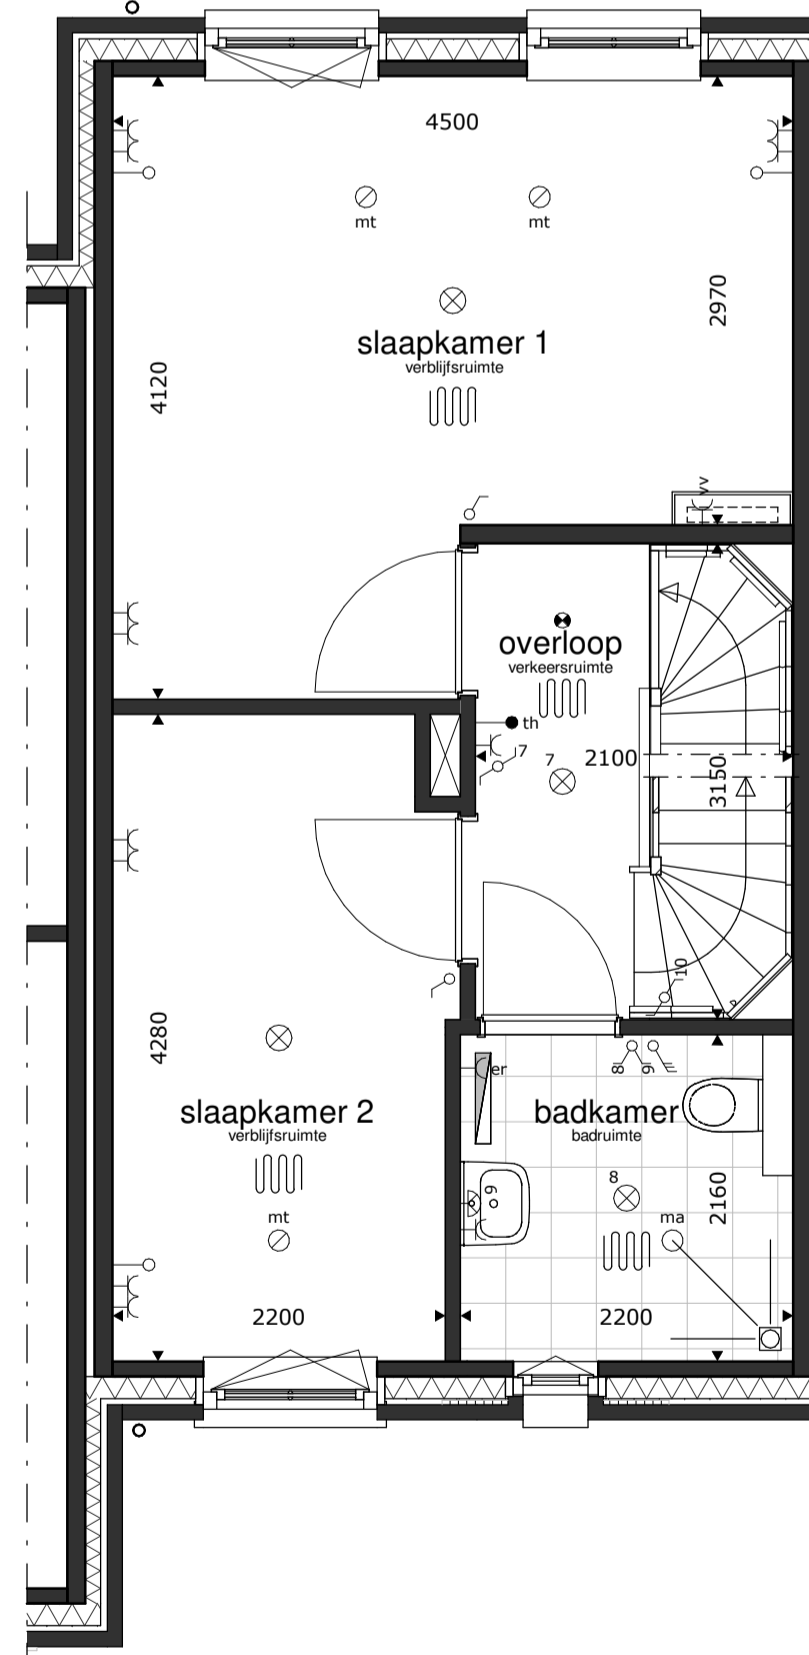 4500
mt
mt
2970
slaapkamer 1
verblijfsruimte
4120
vv
overloop
verkeersruimte
th
7
7
2100
3150
10
4280
8
9
er
slaapkamer 2
verblijfsruimte
badkamer
badruimte
9
8
2160
mt
ma
2200
2200